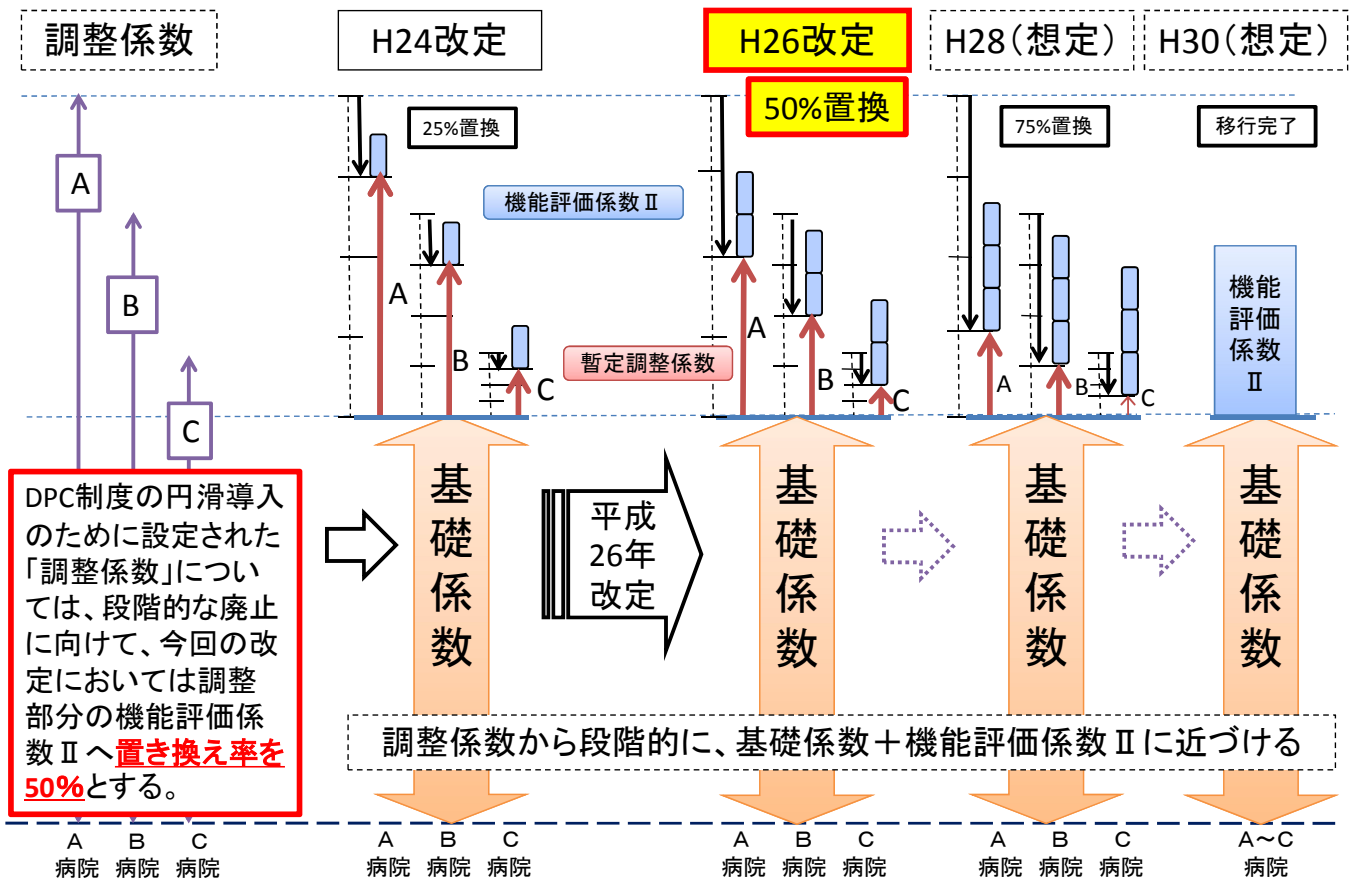 調整係数
H24改定
H26改定
H28（想定）
H30（想定）
25%置換
50%置換
75%置換
移行完了
機能評価係数Ⅱ
暫定調整係数
A
B
C
A
B
C
A
B
C
A
B
C
機能
評価
係数
Ⅱ
DPC制度の円滑導入
のために設定された
「調整係数」につい
ては、段階的な廃止
に向けて、今回の改
定においては調整
部分の機能評価係
数Ⅱへ置き換え率を
50%とする。
基礎係数
平成
26年
改定
基礎係数
基礎係数
基礎係数
調整係数から段階的に、基礎係数＋機能評価係数Ⅱに近づける
A
病院
B
病院
C
病院
A
病院
B
病院
C
病院
A
病院
B
病院
C
病院
A
病院
B
病院
C
病院
A～C
病院